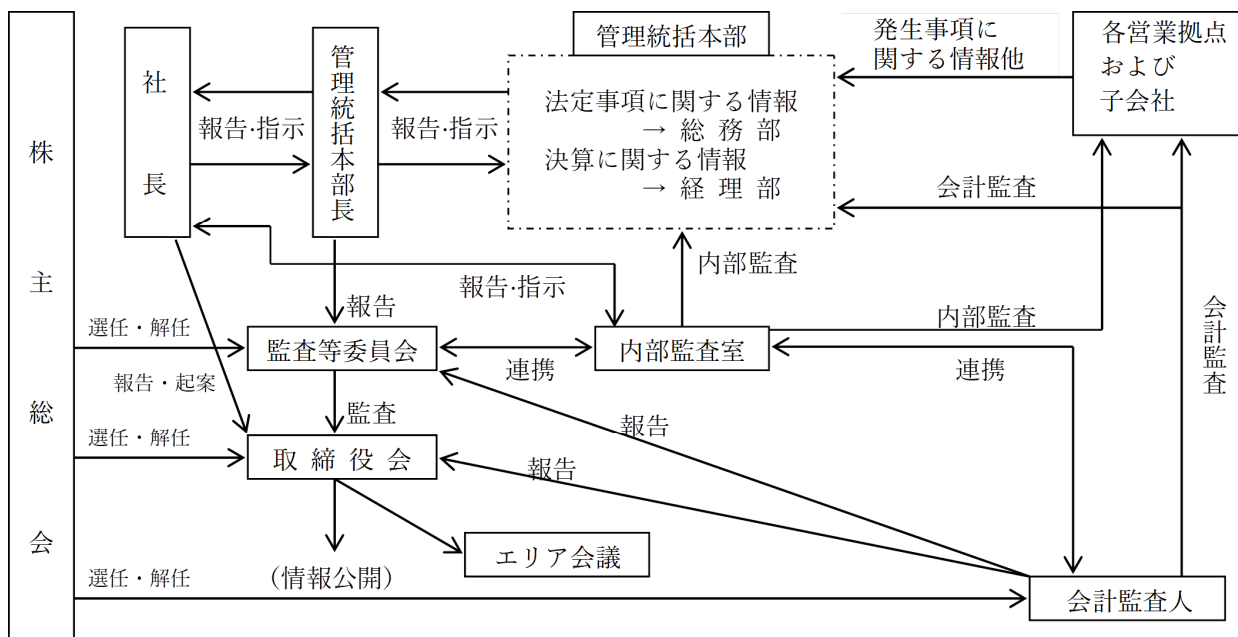 株主総会
社長
管理統括本部長
管理統括本部
発生事項に
関する情報他
各営業拠点
および
子会社
報告·指示
報告·指示
法定事項に関する情報
→ 総 務 部
決算に関する情報
→ 経 理 部
会計監査
内部監査
報告·指示
報告
内部監査
会計監査
選任・解任
監査等委員会
連携
内部監査室
連携
報告・起案
監査
選任・解任
取 締 役 会
報告
報告
エリア会議
（情報公開）
選任・解任
会計監査人